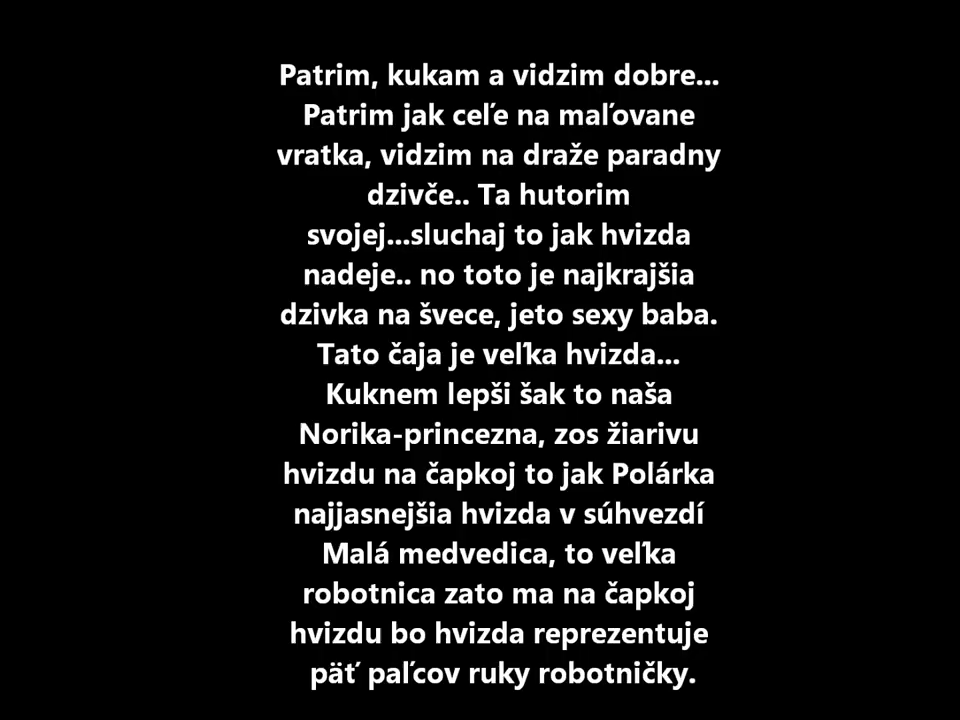 Patrim, kukam a vidzim dobre...
Patrim jak ceľe na maľovane
vratka, vidzim na draže paradny
dzivče.. Ta hutorim
svojej...sluchaj to jak hvizda
nadeje.. no toto je najkrajšia
dzivka na švece, jeto sexy baba.
Tato čaja je veľka hvizda...
Kuknem lepši šak to naša
Norika-princezna, zos žiarivu
hvizdu na čapkoj to jak Polárka
najjasnejšia hvizda v súhvezdí
Malá medvedica, to veľka
robotnica zato ma na čapkoj
hvizdu bo hvizda reprezentuje
päť paľcov ruky robotničky.